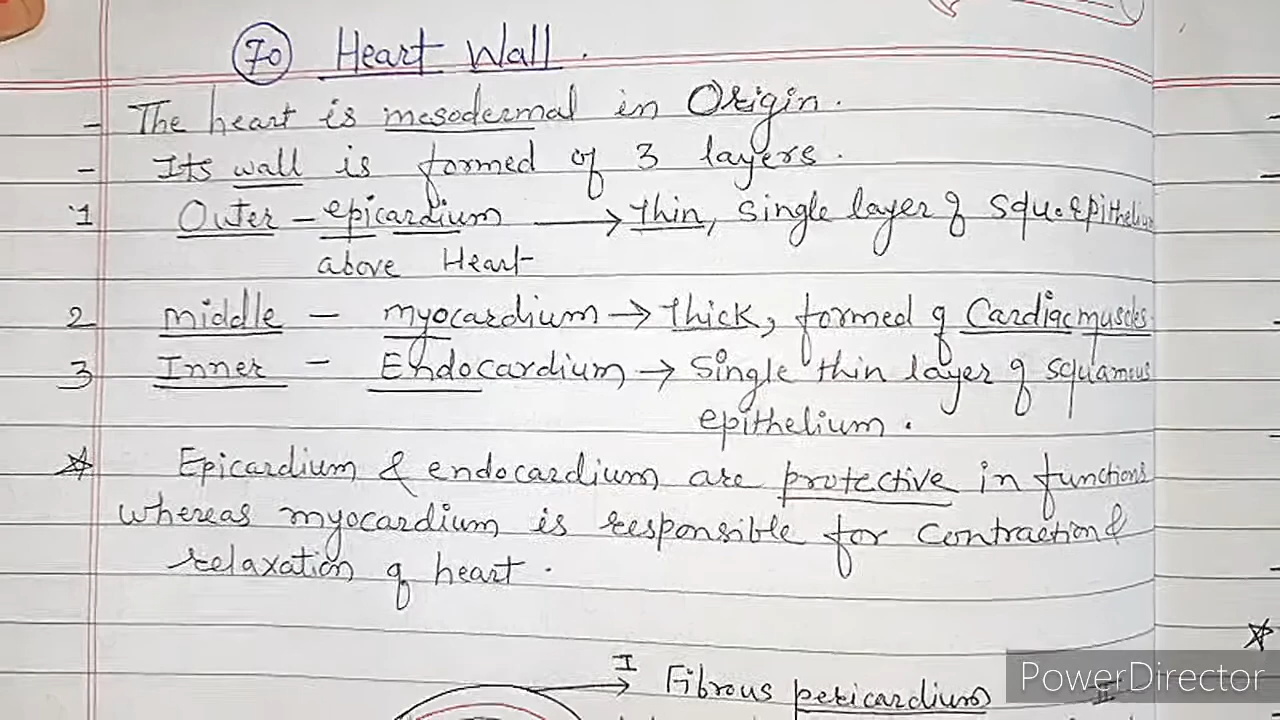 70 Heart Wall.
- The heart is mesodermal in Origin.
- Its wall is formed of 3 layers.
1 Outer - epicardium → thin, single layer of squ. epithelium
above Heart
2 middle - myocardium → thick, formed of Cardiac muscles
3 Inner - Endocardium → Single thin layer of squamous
epithelium.
☆ Epicardium & endocardium are protective in functions
whereas myocardium is responsible for contraction &
relaxation of heart.
I → Fibrous pericardium II
PowerDirector